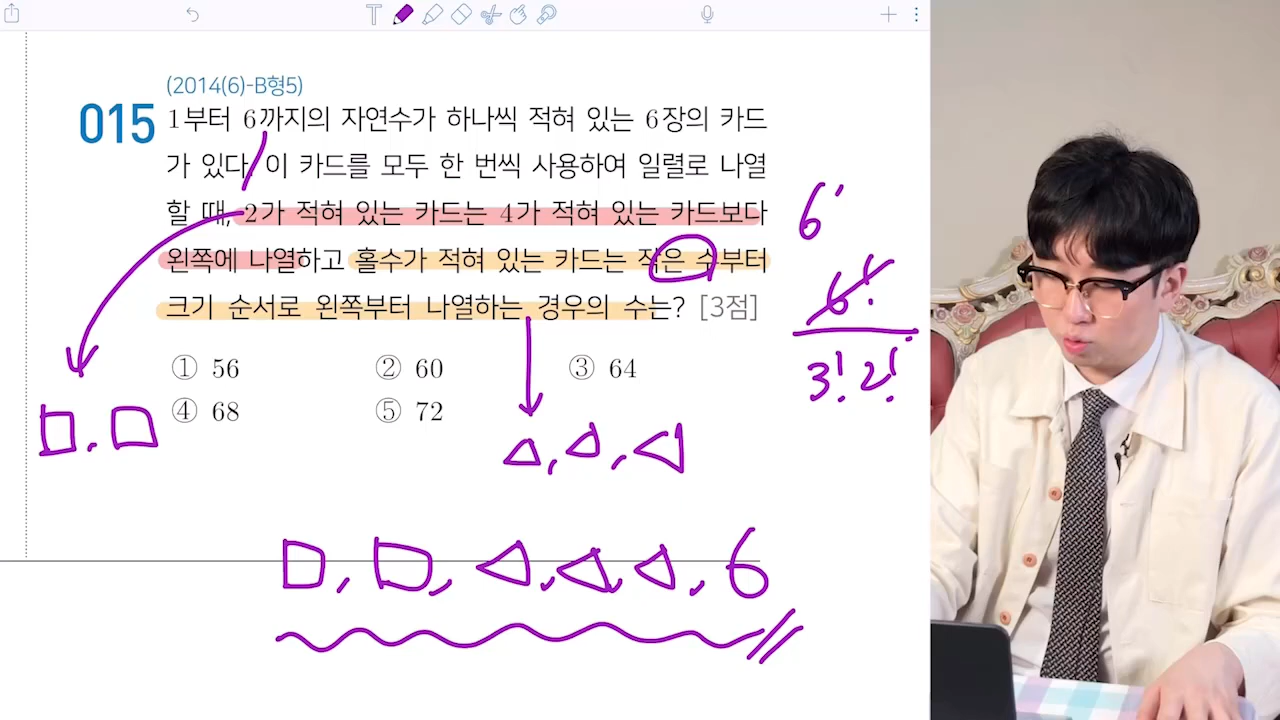 (2014(6)-B형5)
015
1부터 6까지의 자연수가 하나씩 적혀 있는 6장의 카드
가 있다. 이 카드를 모두 한 번씩 사용하여 일렬로 나열
할 때, 2가 적혀 있는 카드는 4가 적혀 있는 카드보다
왼쪽에 나열하고 홀수가 적혀 있는 카드는 작은 수부터
크기 순서로 왼쪽부터 나열하는 경우의 수는? [3점]
① 56 ② 60 ③ 64
④ 68 ⑤ 72
6
6!
3! 2!
□, □
△, △, △
□, □, △, △, △, 6